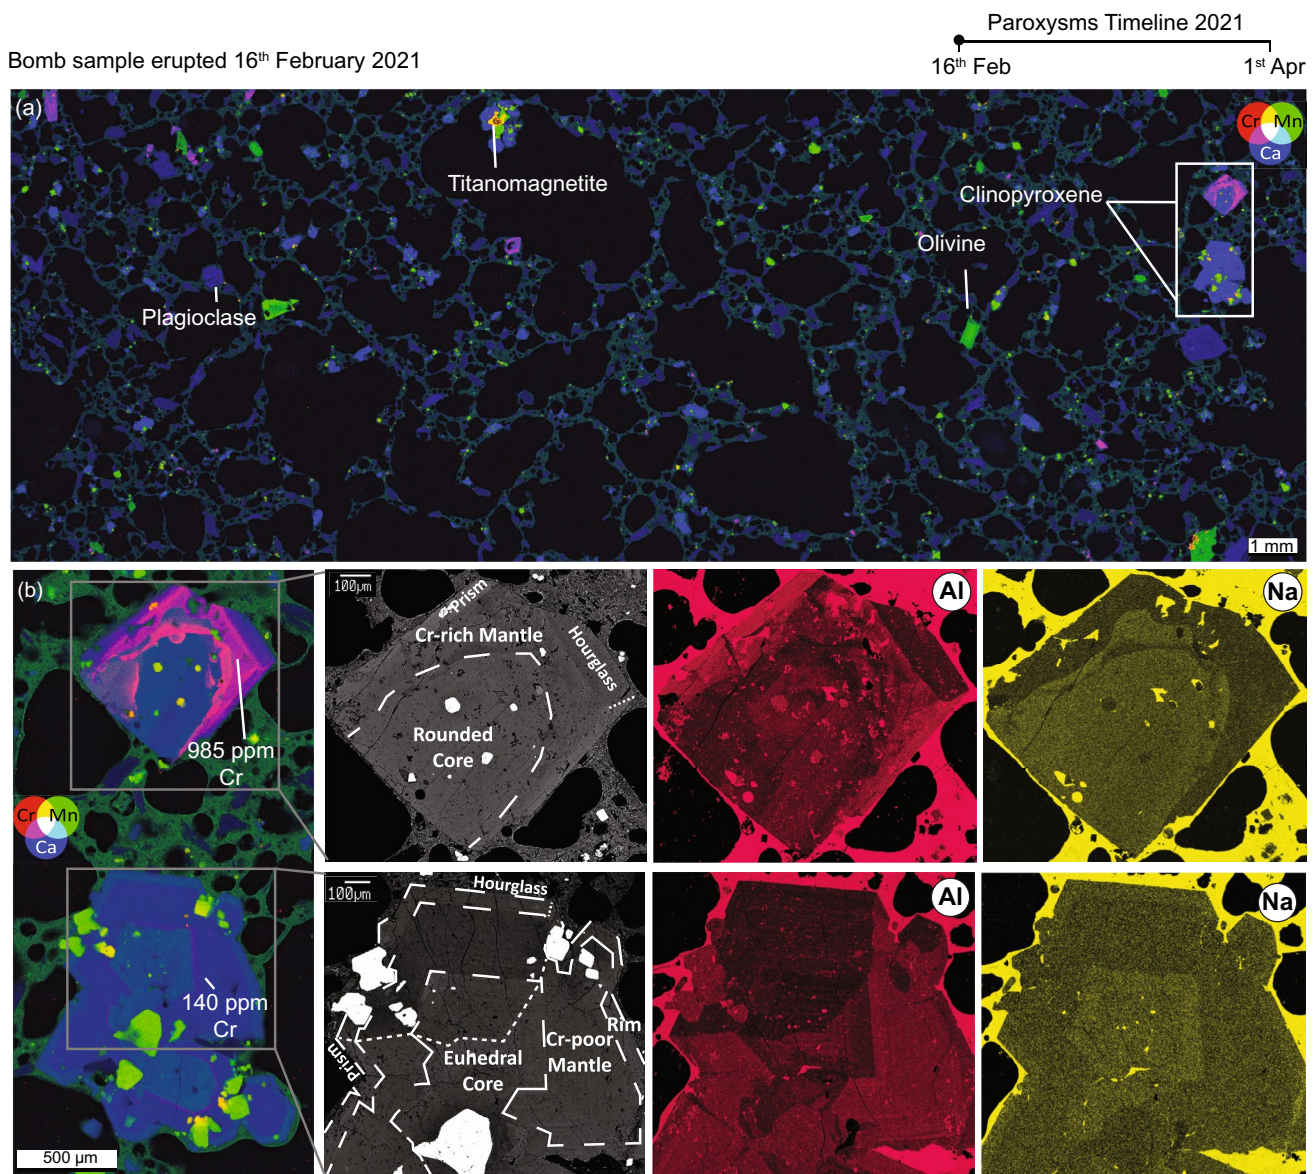 Paroxysms Timeline 2021
Bomb sample erupted 16th February 2021
16th Feb
1st Apr
(a)
Cr Mn
Ca
Titanomagnetite
Clinopyroxene
Olivine
Plagioclase
1 mm
(b)
985 ppm
Cr
Cr Mn
Ca
140 ppm
Cr
500 µm
100µm
Prism
Cr-rich Mantle
Hourglass
Rounded
Core
Al
Na
100µm
Hourglass
Rim
Cr-poor
Mantle
Euhedral
Core
prism
Al
Na